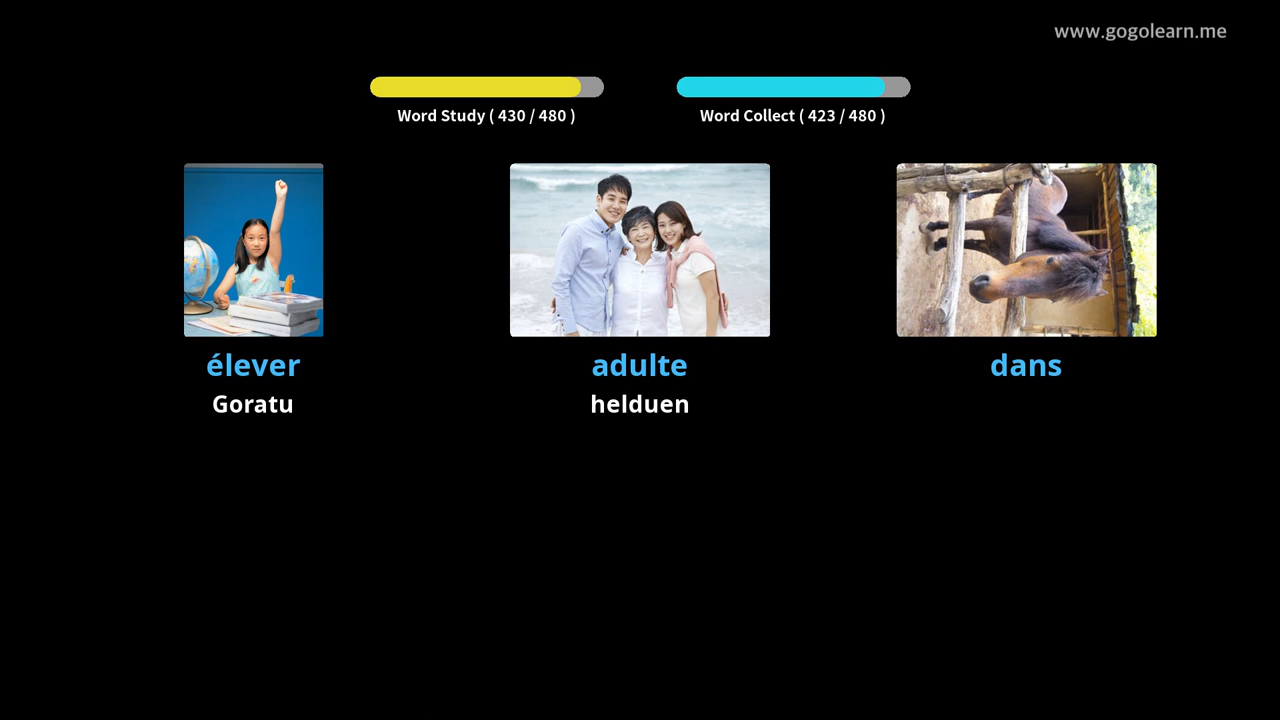 www.gogolearn.me
Word Study ( 430 / 480 )
Word Collect ( 423 / 480 )
élever
Goratu
adulte
helduen
dans